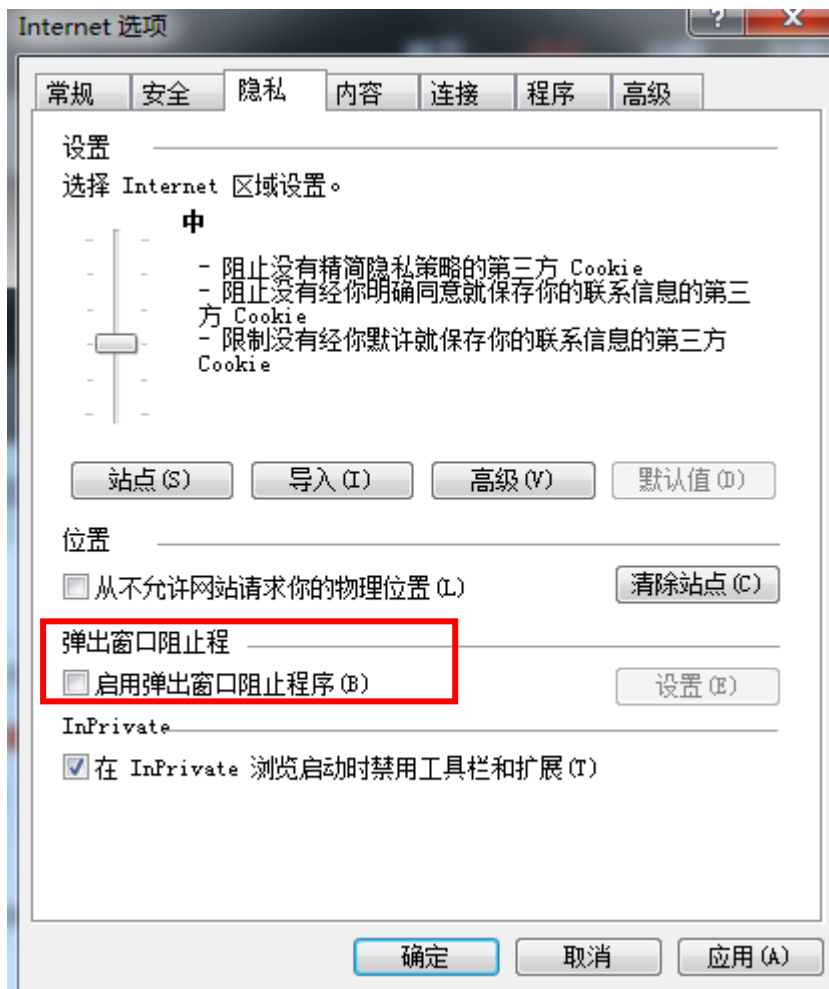 Internet 选项
常规 安全 隐私 内容 连接 程序 高级
设置
选择 Internet 区域设置。
中
- 阻止没有精简隐私策略的第三方 Cookie
- 阻止没有经你明确同意就保存你的联系信息的第三
方 Cookie
- 限制没有经你默许就保存你的联系信息的第三方
Cookie
站点(S) 导入(I) 高级(V) 默认值(D)
位置
从不允许网站请求你的物理位置(L) 清除站点(C)
弹出窗口阻止程
启用弹出窗口阻止程序(B) 设置(E)
InPrivate
在 InPrivate 浏览启动时禁用工具栏和扩展(T)
确定 取消 应用(A)